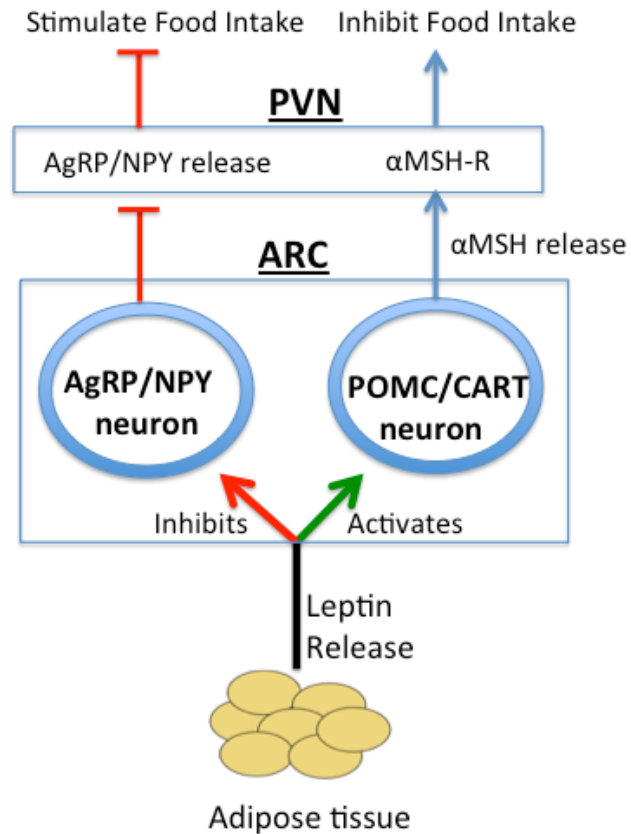 Stimulate Food Intake
Inhibit Food Intake
PVN
AgRP/NPY release
αMSH-R
αMSH release
ARC
AgRP/NPY
neuron
POMC/CART
neuron
Inhibits
Activates
Leptin
Release
Adipose tissue